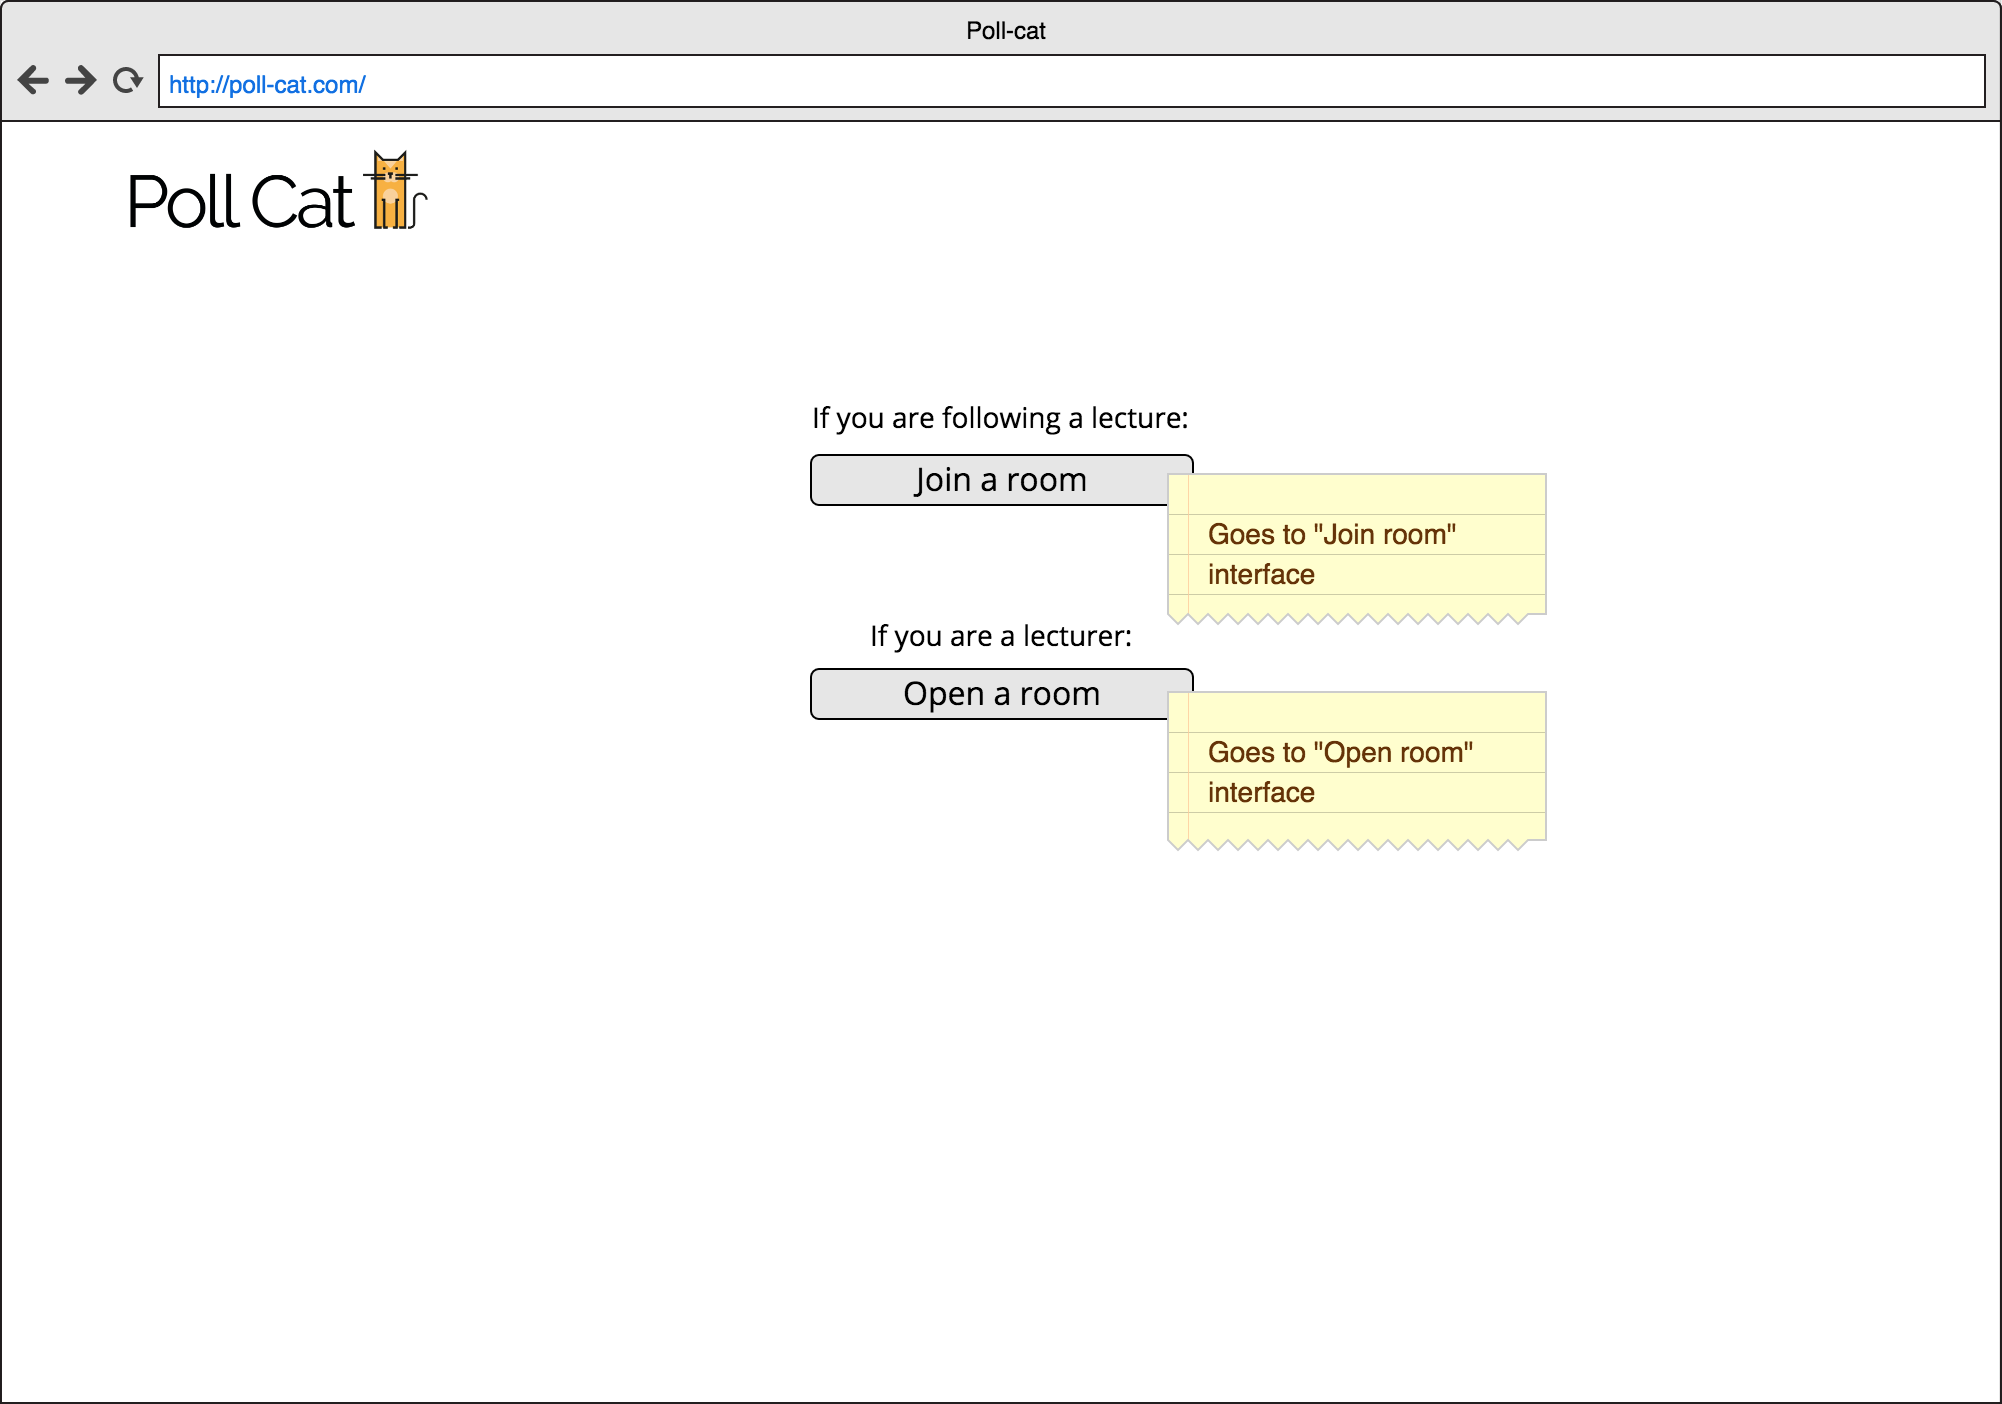 Poll-cat
http://poll-cat.com/
Poll Cat
If you are following a lecture:
Join a room
Goes to "Join room"
interface
If you are a lecturer:
Open a room
Goes to "Open room"
interface